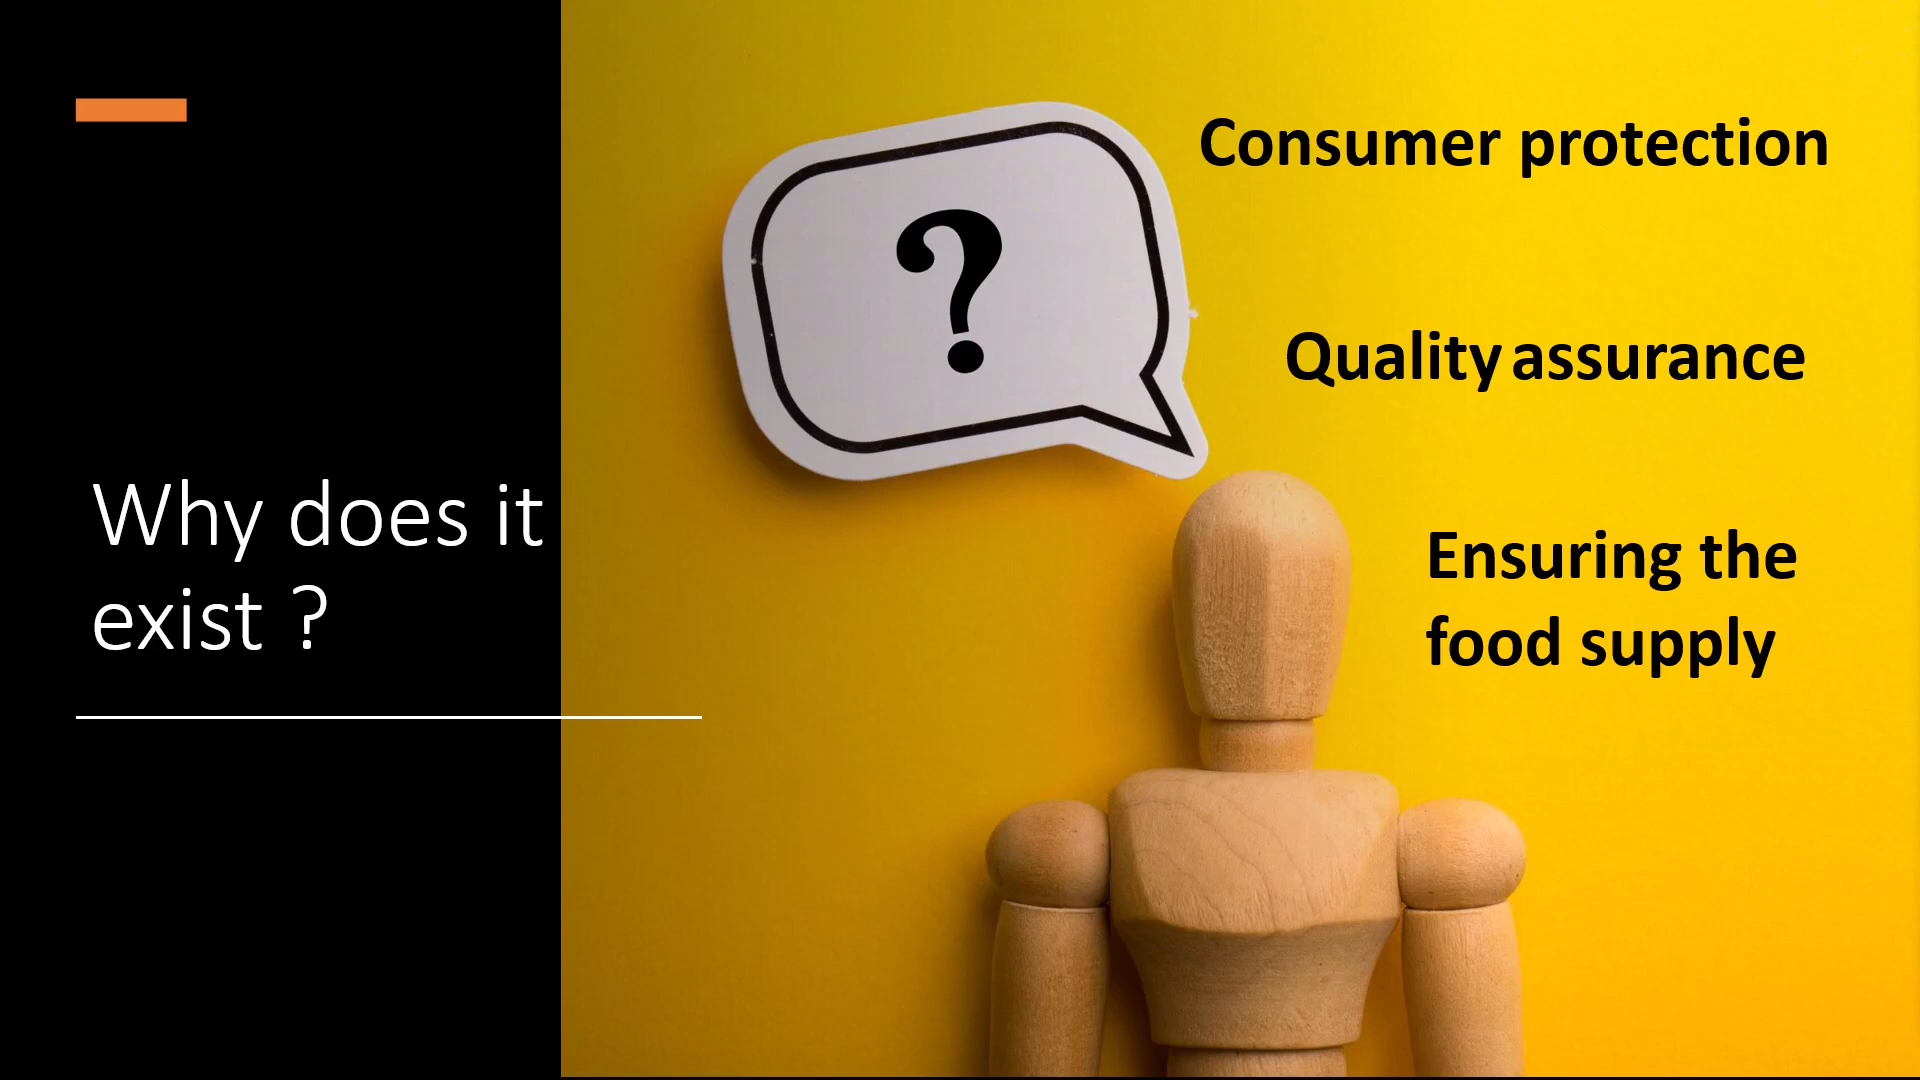 Why does it
exist ?
?
Consumer protection
Quality assurance
Ensuring the
food supply